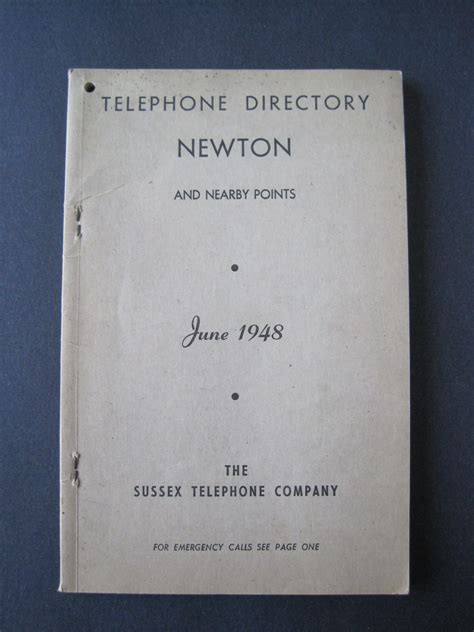 TELEPHONE DIRECTORY
NEWTON
AND NEARBY POINTS
June 1948
THE
SUSSEX TELEPHONE COMPANY
FOR EMERGENCY CALLS SEE PAGE ONE